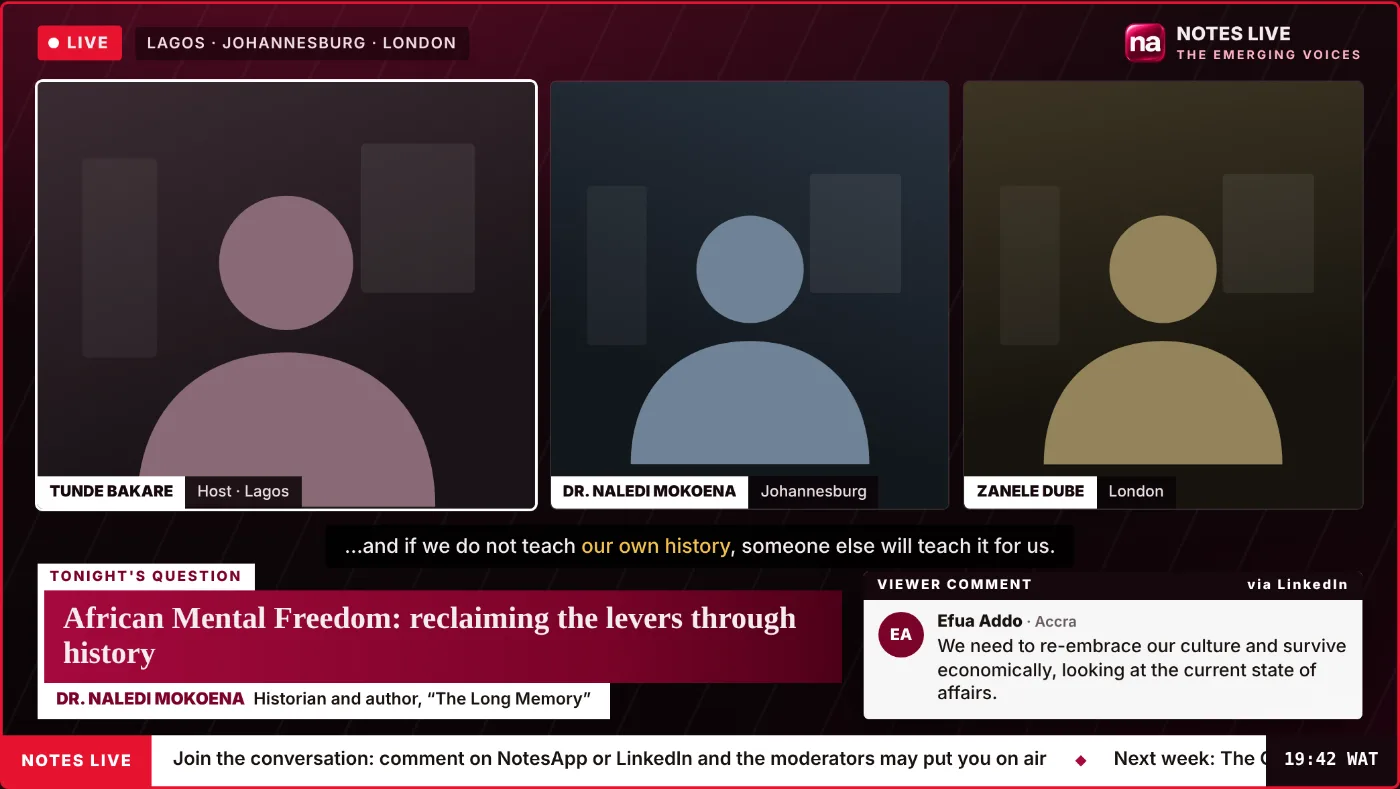 LIVE
LAGOS · JOHANNESBURG · LONDON
na
NOTES LIVE
THE EMERGING VOICES
TUNDE BAKARE
Host · Lagos
DR. NALEDI MOKOENA
Johannesburg
ZANELE DUBE
London
...and if we do not teach our own history, someone else will teach it for us.
TONIGHT'S QUESTION
African Mental Freedom: reclaiming the levers through
history
DR. NALEDI MOKOENA Historian and author, “The Long Memory”
VIEWER COMMENT
via LinkedIn
EA
Efua Addo · Accra
We need to re-embrace our culture and survive
economically, looking at the current state of
affairs.
NOTES LIVE
Join the conversation: comment on NotesApp or LinkedIn and the moderators may put you on air ◆ Next week: The
19:42 WAT